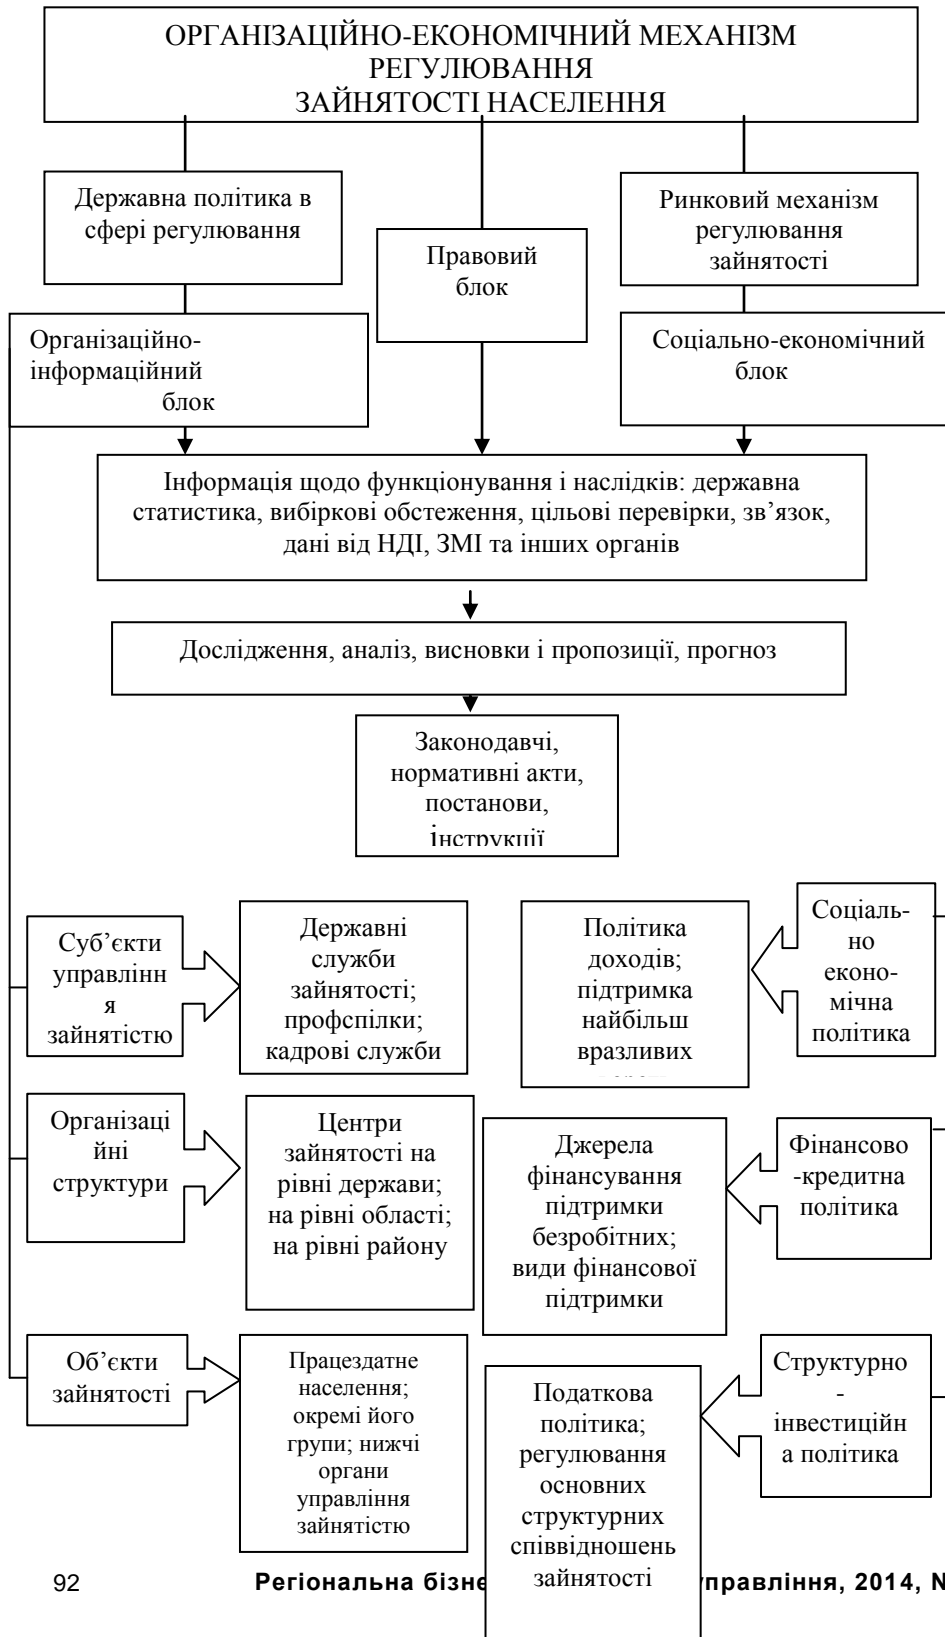 ОРГАНІЗАЦІЙНО-ЕКОНОМІЧНИЙ МЕХАНІЗМ
РЕГУЛЮВАННЯ
ЗАЙНЯТОСТІ НАСЕЛЕННЯ
Державна політика в
сфері регулювання
Правовий
блок
Ринковий механізм
регулювання
зайнятості
Організаційно-
інформаційний
блок
Соціально-економічний
блок
Інформація щодо функціонування і наслідків: державна
статистика, вибіркові обстеження, цільові перевірки, зв’язок,
дані від НДІ, ЗМІ та інших органів
Дослідження, аналіз, висновки і пропозиції, прогноз
Законодавчі,
нормативні акти,
постанови,
інструкції
Суб’єкти
управлінн
я
зайнятістю
Державні
служби
зайнятості;
профспілки;
кадрові служби
Політика
доходів;
підтримка
найбільш
вразливих
Соціаль-
но
еконо-
мічна
політика
Організаці
йні
структури
Центри
зайнятості на
рівні держави;
на рівні області;
на рівні району
Джерела
фінансування
підтримки
безробітних;
види фінансової
підтримки
Фінансово
-кредитна
політика
Об’єкти
зайнятості
Працездатне
населення;
окремі його
групи; нижчі
органи
управління
зайнятістю
Податкова
політика;
регулювання
основних
структурних
співвідношень
зайнятості
Структурно
-
інвестиційн
а політика
92
Регіональна бізне управління, 2014, N